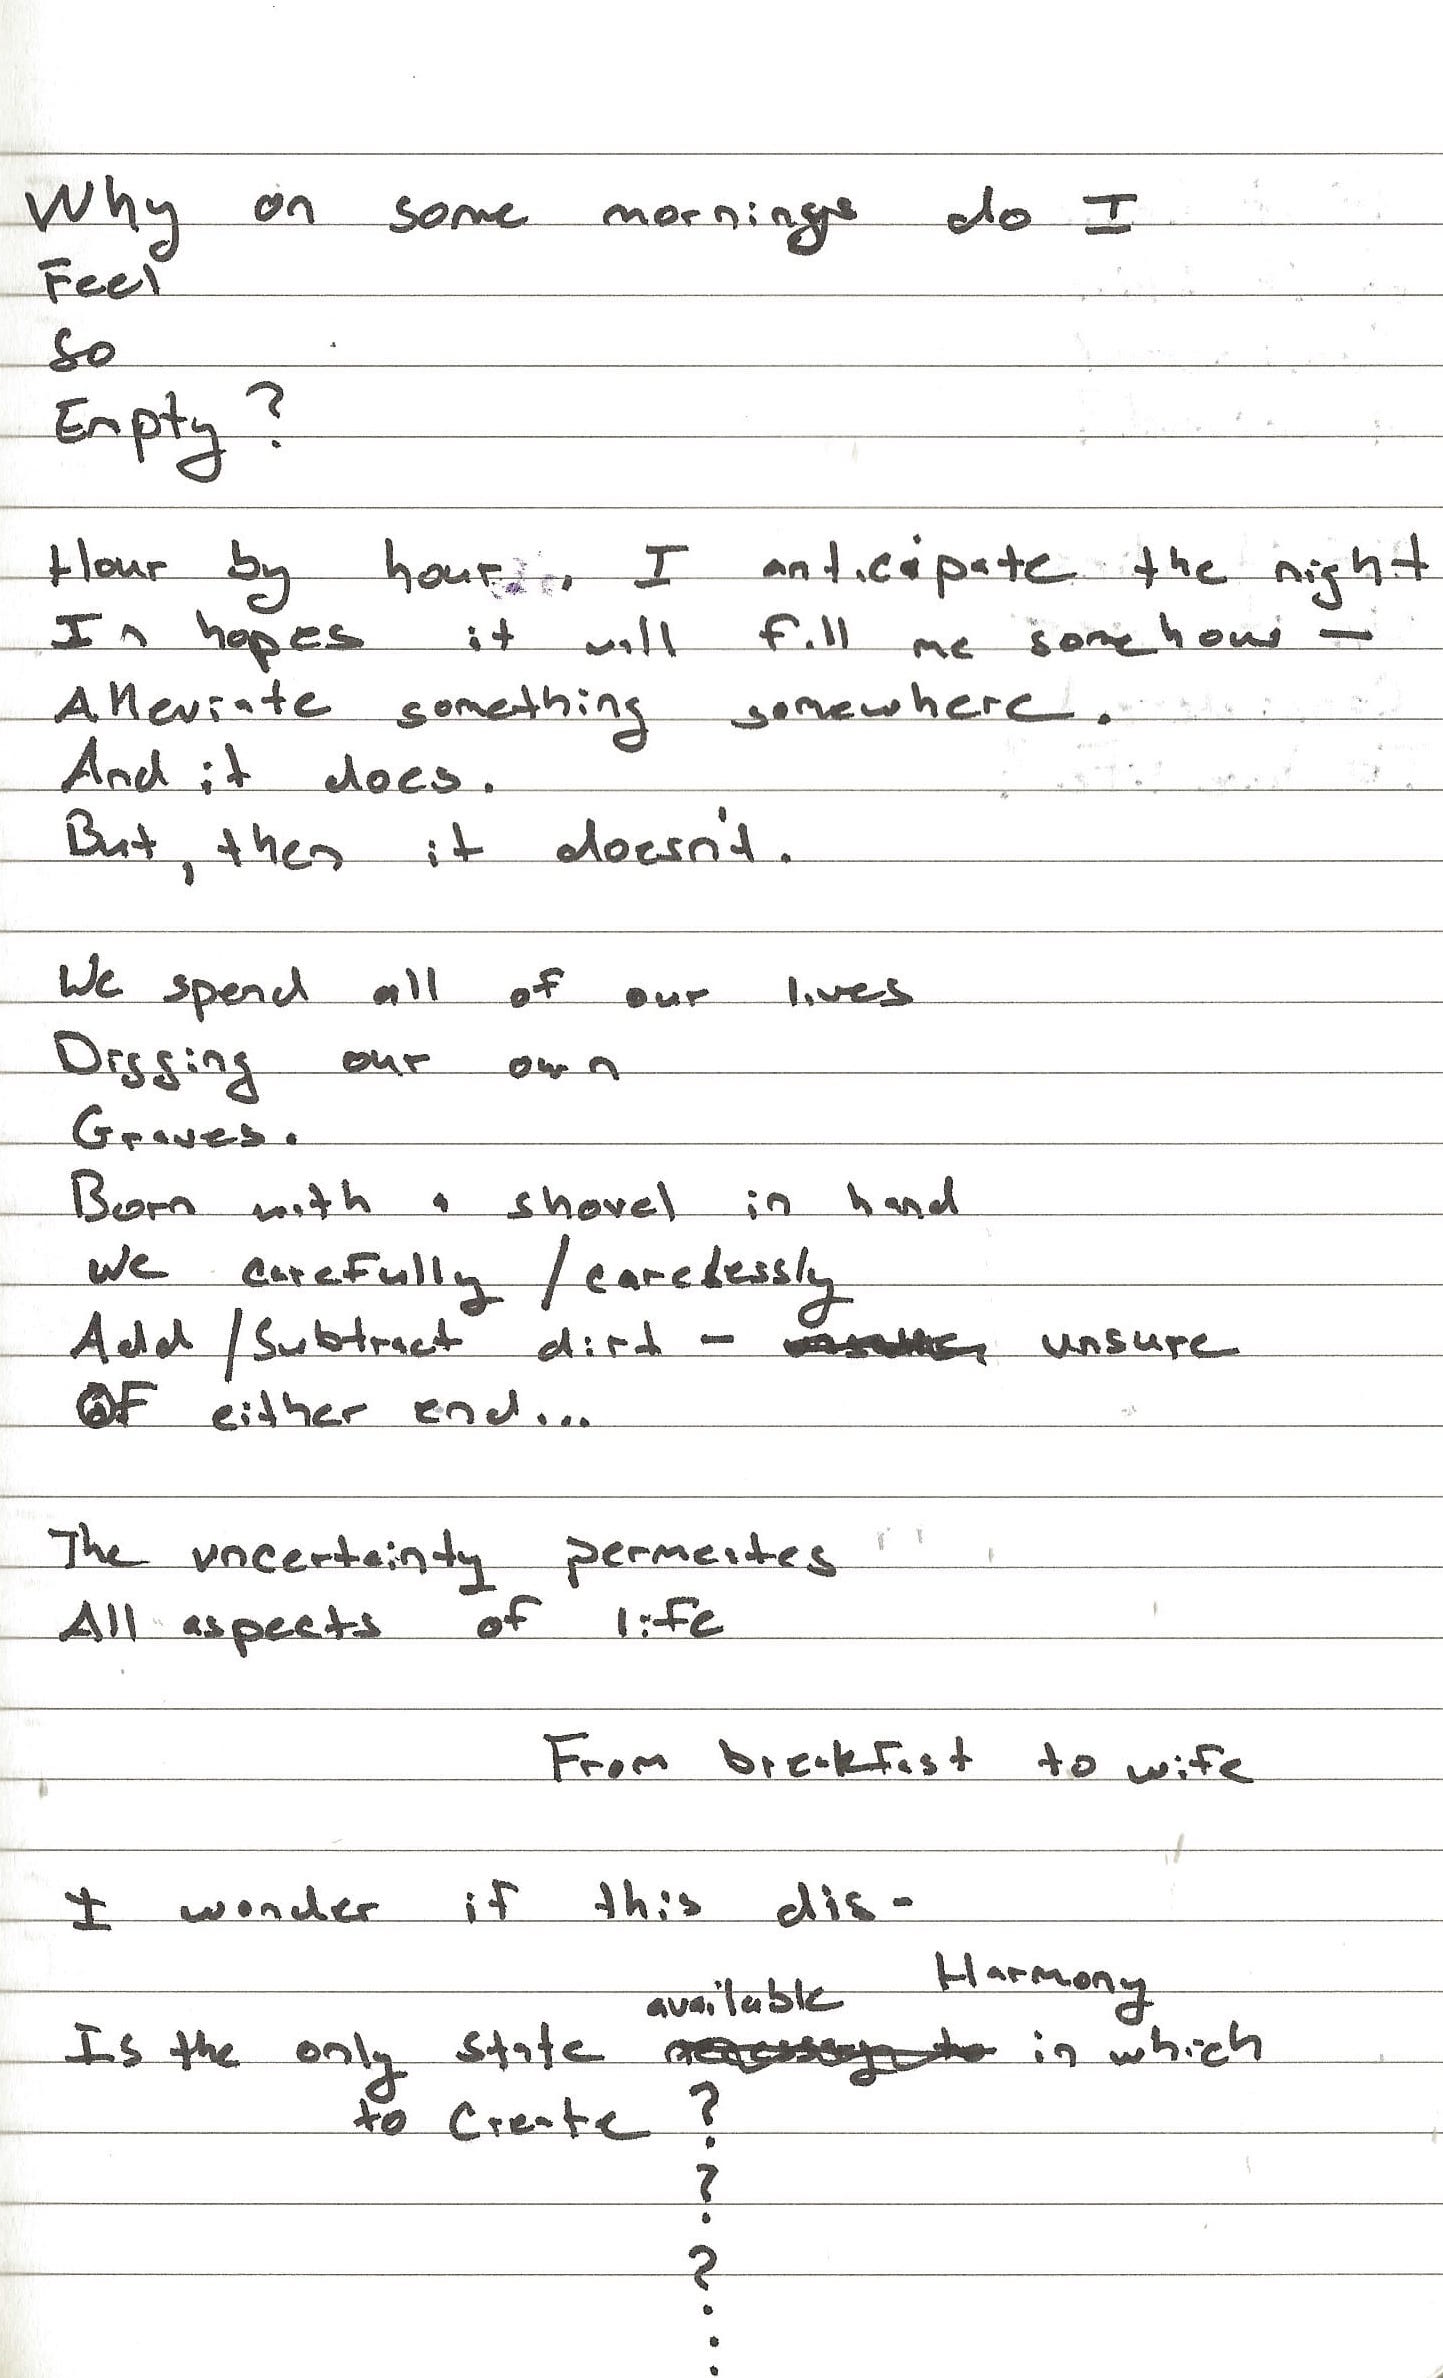 Why on some mornings do I
Feel
So
Empty?
Hour by hour, I anticipate the night
In hopes it will fill me somehow —
Alleviate something somewhere.
And it does.
But, then it doesn't.
We spend all of our lives
Digging our own
Graves.
Born with a shovel in hand
We carefully / carelessly
Add / Subtract dirt - unsure
Of either end...
The uncertainty permeates
All aspects of life
From breakfast to wife
I wonder if this dis-
Harmony
available
Is the only state in which
to Create ?
?
?
.
.
.